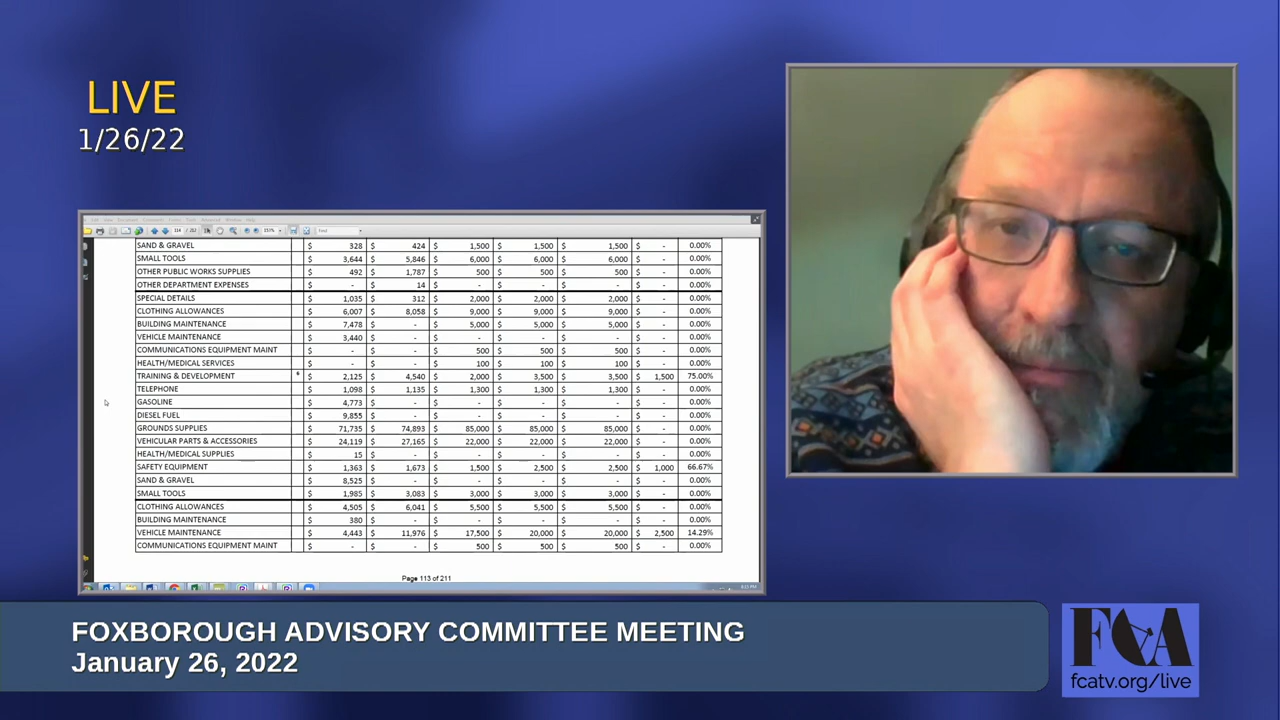 LIVE
1/26/22
SAND & GRAVEL $ 328 $ 424 $ 1,500 $ 1,500 $ 1,500 $ - 0.00%
SMALL TOOLS $ 3,644 $ 5,846 $ 6,000 $ 6,000 $ 6,000 $ - 0.00%
OTHER PUBLIC WORKS SUPPLIES $ 492 $ 1,787 $ 500 $ 500 $ 500 $ - 0.00%
OTHER DEPARTMENT EXPENSES $ - $ 14 $ - $ - $ - $ - 0.00%
SPECIAL DETAILS $ 1,035 $ 312 $ 2,000 $ 2,000 $ 2,000 $ - 0.00%
CLOTHING ALLOWANCES $ 6,007 $ 8,058 $ 9,000 $ 9,000 $ 9,000 $ - 0.00%
BUILDING MAINTENANCE $ 7,478 $ - $ 5,000 $ 5,000 $ 5,000 $ - 0.00%
VEHICLE MAINTENANCE $ 3,440 $ - $ - $ - $ - $ - 0.00%
COMMUNICATIONS EQUIPMENT MAINT $ - $ - $ 500 $ 500 $ 500 $ - 0.00%
HEALTH/MEDICAL SERVICES $ - $ - $ 100 $ 100 $ 100 $ - 0.00%
TRAINING & DEVELOPMENT $ 2,125 $ 4,540 $ 2,000 $ 3,500 $ 3,500 $ 1,500 75.00%
TELEPHONE $ 1,098 $ 1,135 $ 1,300 $ 1,300 $ 1,300 $ - 0.00%
GASOLINE $ 4,773 $ - $ - $ - $ - $ - 0.00%
DIESEL FUEL $ 9,855 $ - $ - $ - $ - $ - 0.00%
GROUNDS SUPPLIES $ 71,735 $ 74,893 $ 85,000 $ 85,000 $ 85,000 $ - 0.00%
VEHICULAR PARTS & ACCESSORIES $ 24,119 $ 27,165 $ 22,000 $ 22,000 $ 22,000 $ - 0.00%
HEALTH/MEDICAL SUPPLIES $ 15 $ - $ - $ - $ - $ - 0.00%
SAFETY EQUIPMENT $ 1,363 $ 1,673 $ 1,500 $ 2,500 $ 2,500 $ 1,000 66.67%
SAND & GRAVEL $ 8,525 $ - $ - $ - $ - $ - 0.00%
SMALL TOOLS $ 1,985 $ 3,083 $ 3,000 $ 3,000 $ 3,000 $ - 0.00%
CLOTHING ALLOWANCES $ 4,505 $ 6,041 $ 5,500 $ 5,500 $ 5,500 $ - 0.00%
BUILDING MAINTENANCE $ 380 $ - $ - $ - $ - $ - 0.00%
VEHICLE MAINTENANCE $ 4,443 $ 11,976 $ 17,500 $ 20,000 $ 20,000 $ 2,500 14.29%
COMMUNICATIONS EQUIPMENT MAINT $ - $ - $ 500 $ 500 $ 500 $ - 0.00%
Page 113 of 211
FOXBOROUGH ADVISORY COMMITTEE MEETING
January 26, 2022
FCA
fcatv.org/live